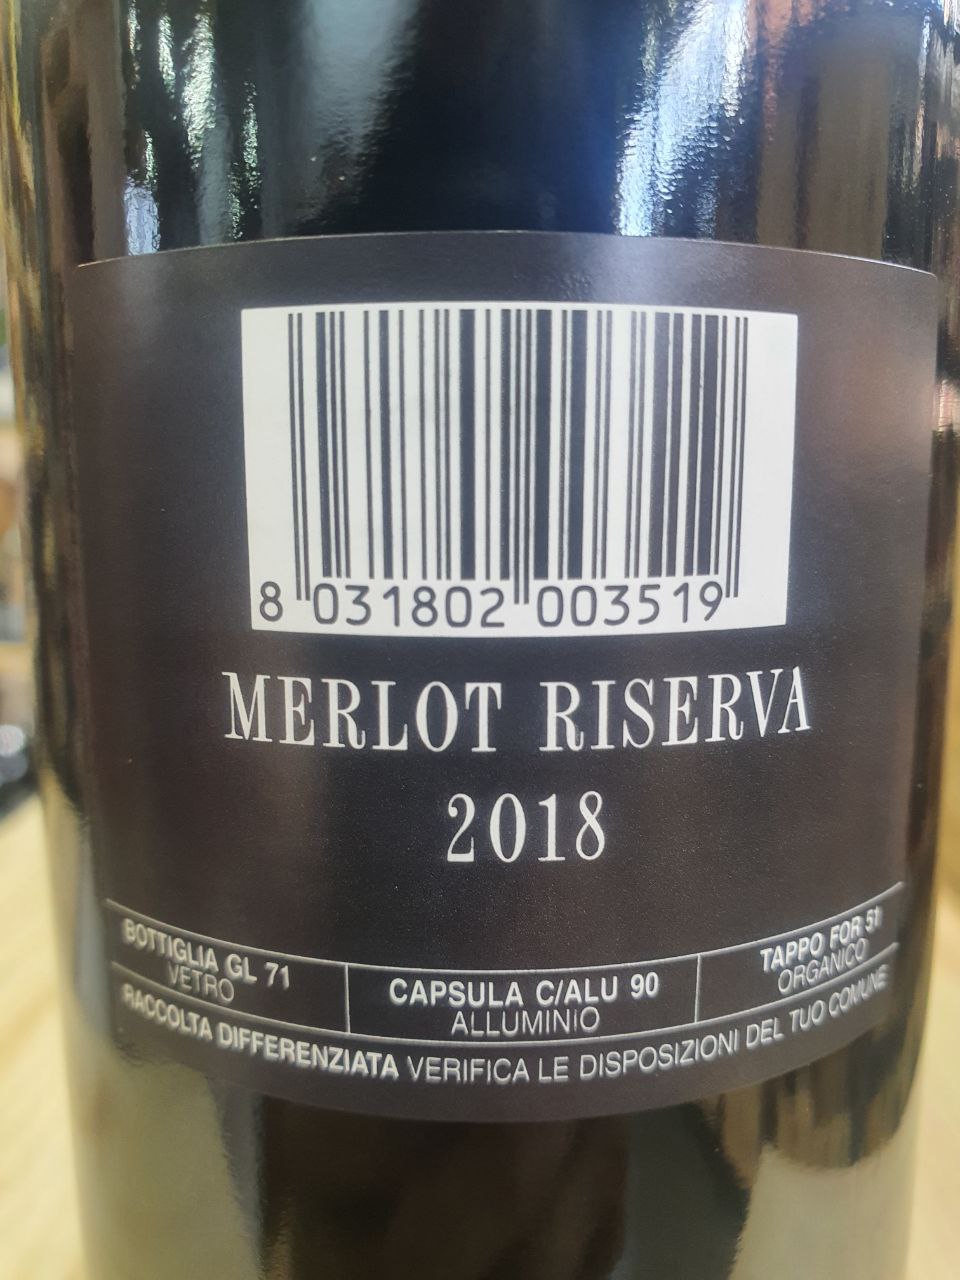 8 031802 003519
MERLOT RISERVA
2018
BOTTIGLIA GL 71
VETRO
CAPSULA C/ALU 90
ALLUMINIO
TAPPO FOR 51
ORGANICO
RACCOLTA DIFFERENZIATA VERIFICA LE DISPOSIZIONI DEL TUO COMUNE